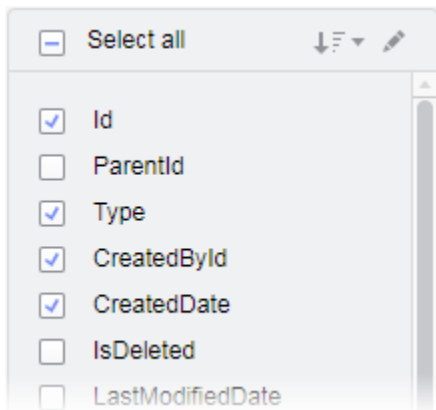 Select all
Id
ParentId
Type
CreatedById
CreatedDate
IsDeleted
LastModifiedDate